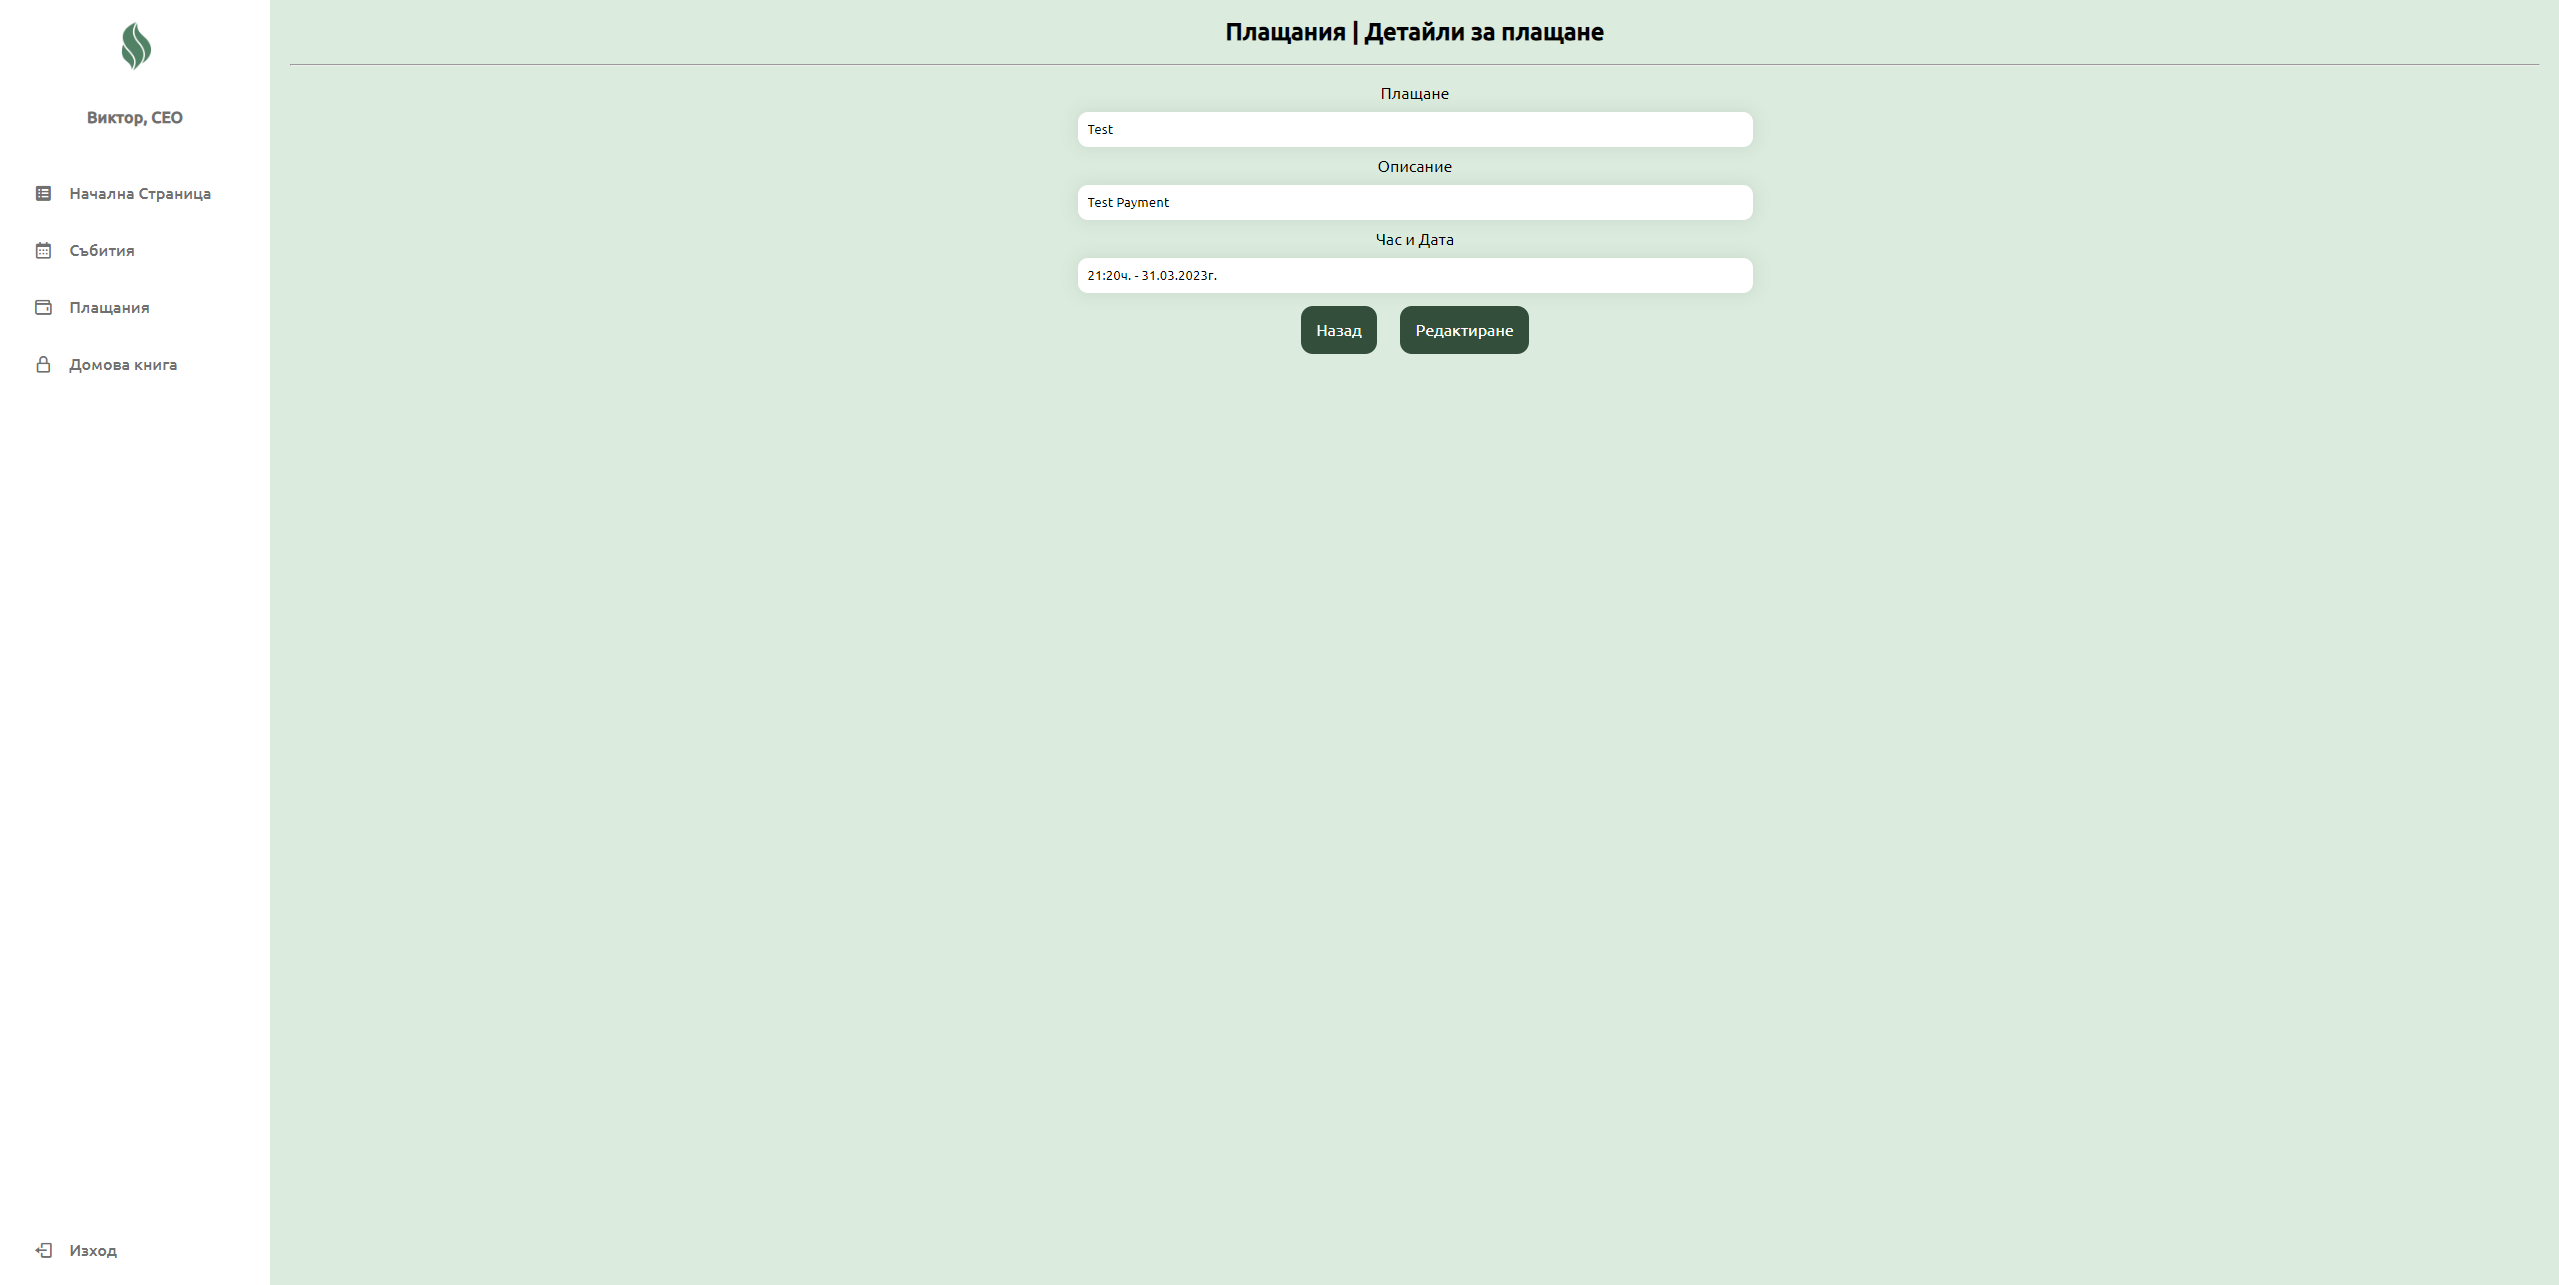 Виктор, CEO
Начална Страница
Събития
Плащания
Домова книга
Изход
Плащания | Детайли за плащане
Плащане
Test
Описание
Test Payment
Час и Дата
21:20ч. - 31.03.2023г.
Назад
Редактиране